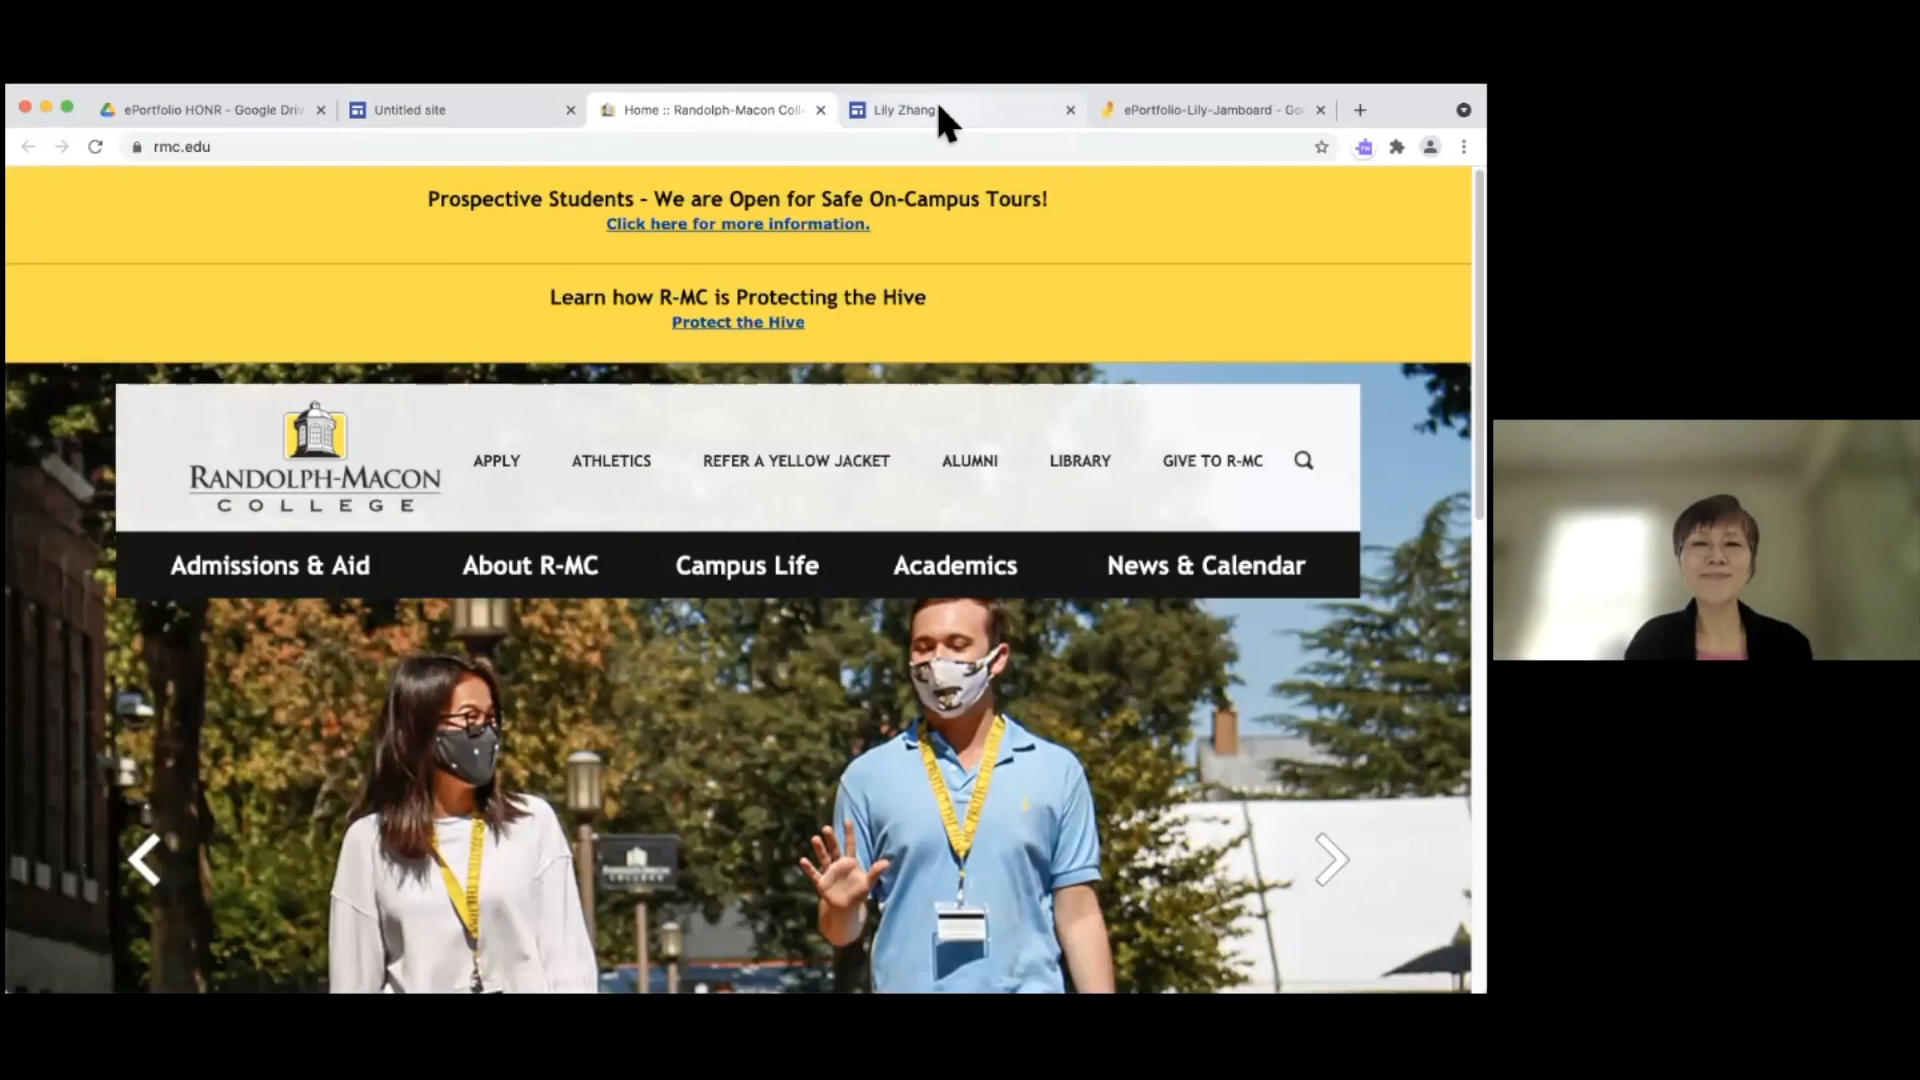 ePortfolio HONR - Google Driv
Untitled site
Home :: Randolph-Macon Coll
Lily Zhang
ePortfolio-Lily-Jamboard - Go
rmc.edu
Prospective Students - We are Open for Safe On-Campus Tours!
Click here for more information.
Learn how R-MC is Protecting the Hive
Protect the Hive
RANDOLPH-MACON
COLLEGE
APPLY
ATHLETICS
REFER A YELLOW JACKET
ALUMNI
LIBRARY
GIVE TO R-MC
Admissions & Aid
About R-MC
Campus Life
Academics
News & Calendar